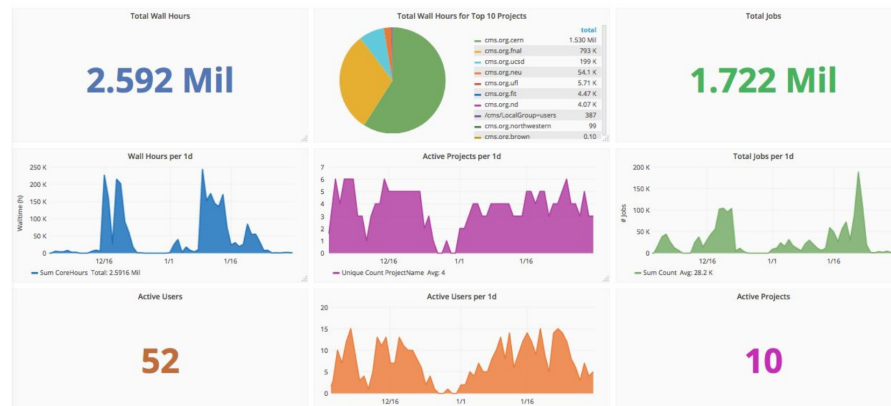 Total Wall Hours
2.592 Mil
Total Wall Hours for Top 10 Projects
total
cms.org.cern 1.530 Mil
cms.org.fnal 793 K
cms.org.ucsd 199 K
cms.org.neu 54.1 K
cms.org.ufl 5.71 K
cms.org.fit 4.47 K
cms.org.nd 4.07 K
/cms/LocalGroup=users 387
cms.org.northwestern 99
cms.org.brown 0.10
Total Jobs
1.722 Mil
Wall Hours per 1d
Walltime (h)
250 K
200 K
150 K
100 K
50 K
0
12/16 1/1 1/16
Sum CoreHours Total: 2.5916 Mil
Active Projects per 1d
7
6
5
4
3
2
1
0
12/16 1/1 1/16
Unique Count ProjectName Avg: 4
Total Jobs per 1d
# Jobs
200 K
150 K
100 K
50 K
0
12/16 1/1 1/16
Sum Count Avg: 28.2 K
Active Users
52
Active Users per 1d
20
15
10
5
0
12/16 1/1 1/16
Active Projects
10